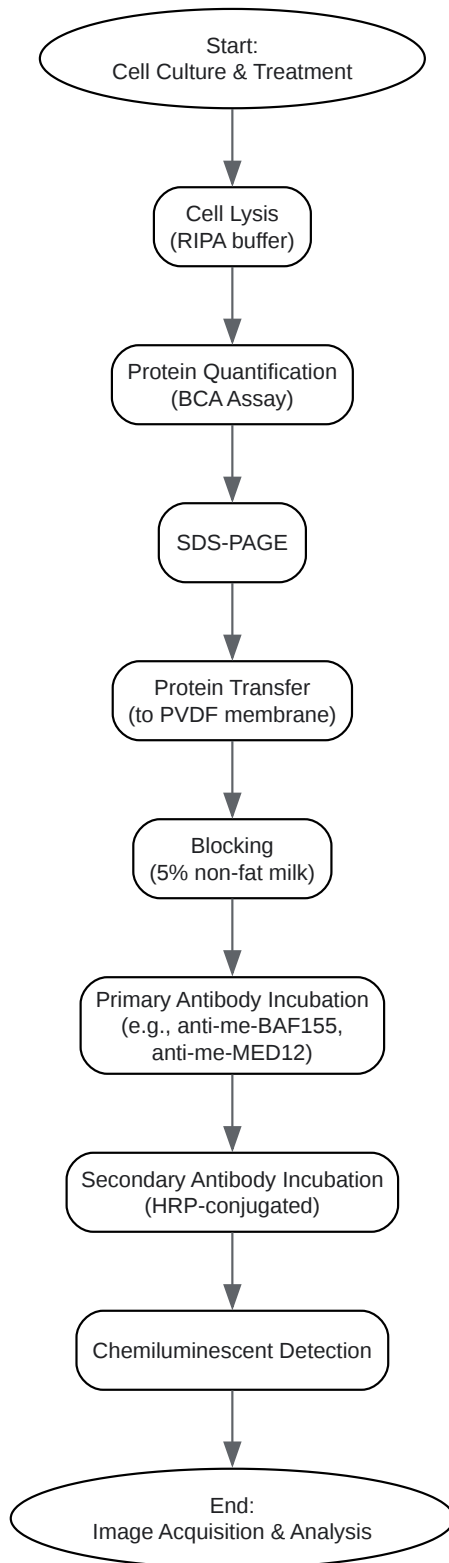 Start:
Cell Culture & Treatment
Cell Lysis
(RIPA buffer)
Protein Quantification
(BCA Assay)
SDS-PAGE
Protein Transfer
(to PVDF membrane)
Blocking
(5% non-fat milk)
Primary Antibody Incubation
(e.g., anti-me-BAF155,
anti-me-MED12)
Secondary Antibody Incubation
(HRP-conjugated)
Chemiluminescent Detection
End:
Image Acquisition & Analysis